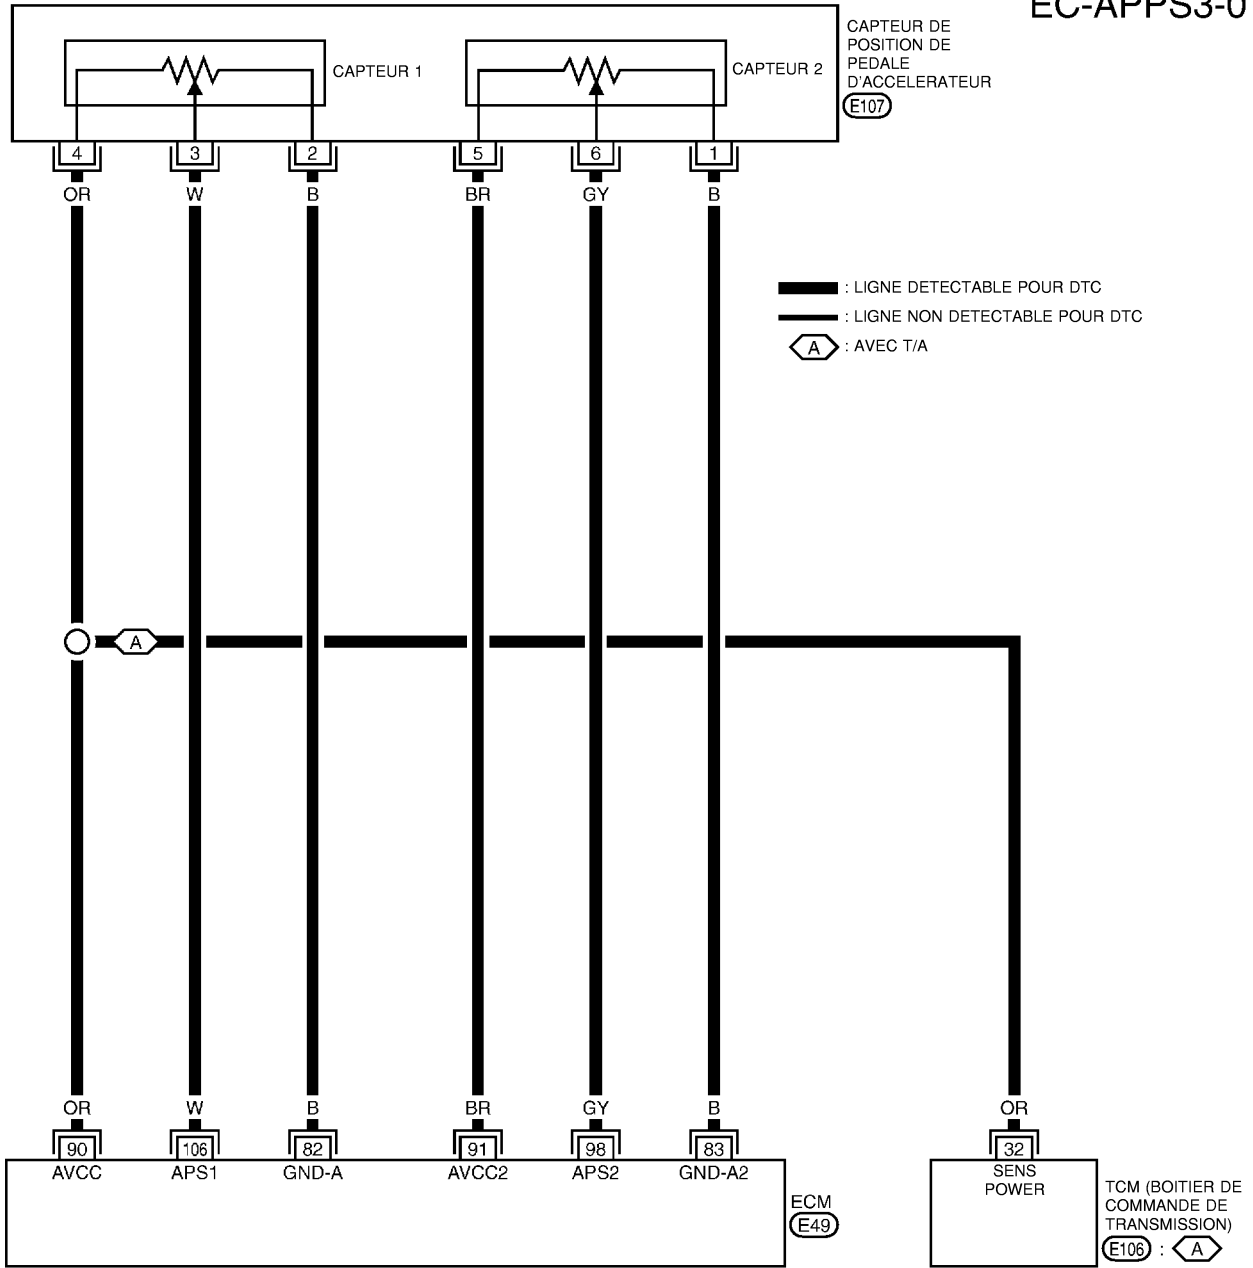 EC-APPS3-0
CAPTEUR DE
POSITION DE
PEDALE
D'ACCELERATEUR
E107
CAPTEUR 1
CAPTEUR 2
4 3 2 5 6 1
OR W B BR GY B
: LIGNE DETECTABLE POUR DTC
: LIGNE NON DETECTABLE POUR DTC
A : AVEC T/A
A
OR W B BR GY B OR
90 106 82 91 98 83 32
AVCC APS1 GND-A AVCC2 APS2 GND-A2
SENS
POWER
ECM
E49
TCM (BOITIER DE
COMMANDE DE
TRANSMISSION)
E106 : A